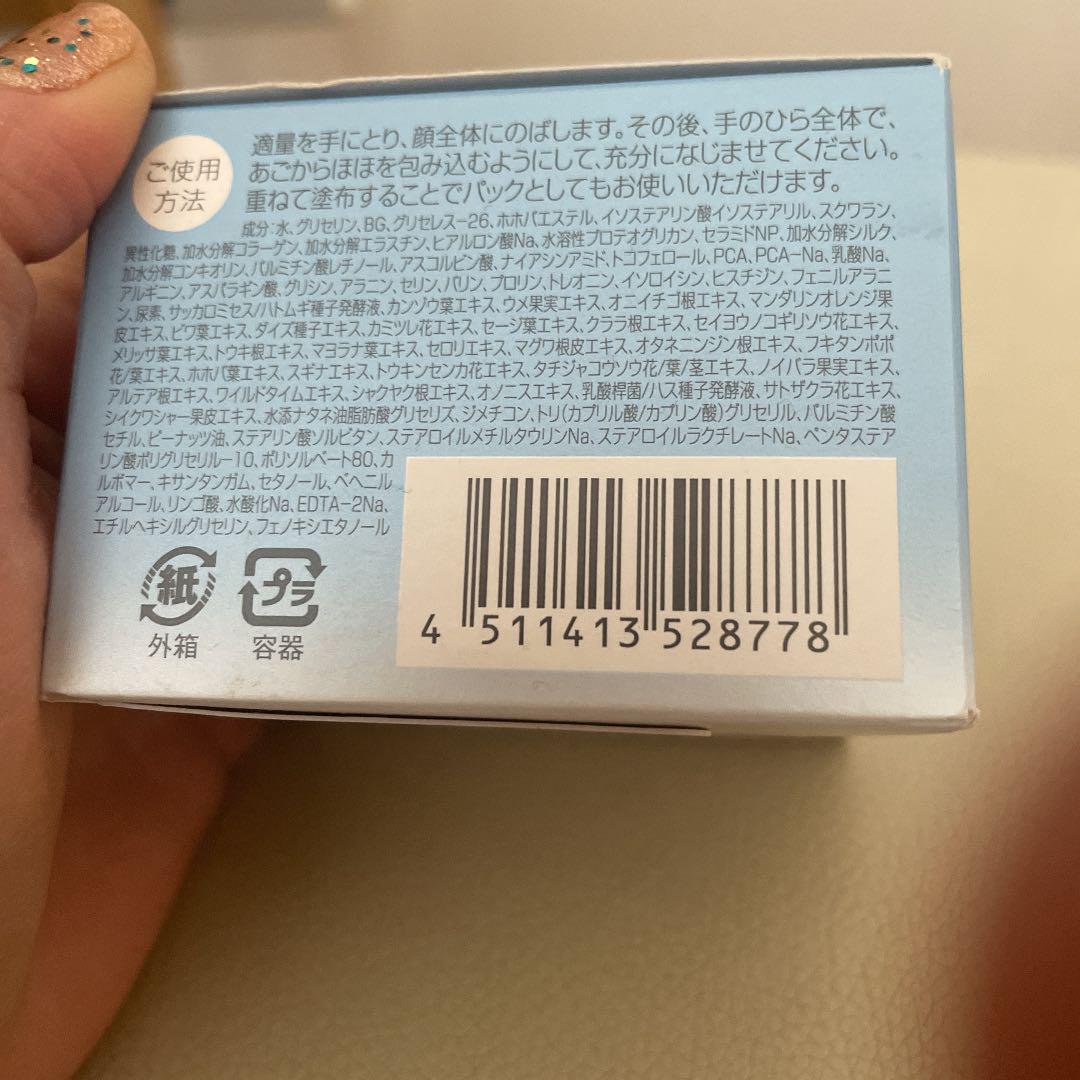 ご使用
方法
適量を手にとり、顔全体にのばします。その後、手のひら全体で、
あごからほほを包み込むようにして、充分になじませてください。
重ねて塗布することでパックとしてもお使いいただけます。
成分:水、グリセリン、BG、グリセレス-26、ホホバエステル、イソステアリン酸イソステアリル、スクワラン、
異性化糖、加水分解コラーゲン、加水分解エラスチン、ヒアルロン酸Na、水溶性プロテオグリカン、セラミドNP、加水分解シルク、
加水分解コンキオリン、パルミチン酸レチノール、アスコルビン酸、ナイアシンアミド、トコフェロール、PCA、PCA-Na、乳酸Na、
アルギニン、アスパラギン酸、グリシン、アラニン、セリン、バリン、プロリン、トレオニン、イソロイシン、ヒスチジン、フェニルアラニ
ン、尿素、サッカロミセス/ハトムギ種子発酵液、カンゾウ葉エキス、ウメ果実エキス、オニイチゴ根エキス、マンダリンオレンジ果
皮エキス、ビワ葉エキス、ダイズ種子エキス、カミツレ花エキス、セージ葉エキス、クララ根エキス、セイヨウノコギリソウ花エキス、
メリッサ葉エキス、トウキ根エキス、マヨラナ葉エキス、セロリエキス、マグワ根皮エキス、オタネニンジン根エキス、フキタンポポ
花/葉エキス、ホホバ葉エキス、スギナエキス、トウキンセンカ花エキス、タチジャコウソウ花/葉/茎エキス、ノイバラ果実エキス、
アルテア根エキス、ワイルドタイムエキス、シャクヤク根エキス、オノニスエキス、乳酸桿菌/ハス種子発酵液、サトザクラ花エキス、
シイクワシャー果皮エキス、水添ナタネ油脂肪酸グリセリズ、ジメチコン、トリ(カプリル酸/カプリン酸)グリセリル、パルミチン酸
セチル、ピーナッツ油、ステアリン酸ソルビタン、ステアロイルメチルタウリンNa、ステアロイルラクチレートNa、ペンタステア
リン酸ポリグリセリル-10、ポリソルベート80、カ
ルボマー、キサンタンガム、セタノール、ベヘニル
アルコール、リンゴ酸、水酸化Na、EDTA-2Na、
エチルヘキシルグリセリン、フェノキシエタノール
紙
外箱
プラ
容器
4 511413 528778